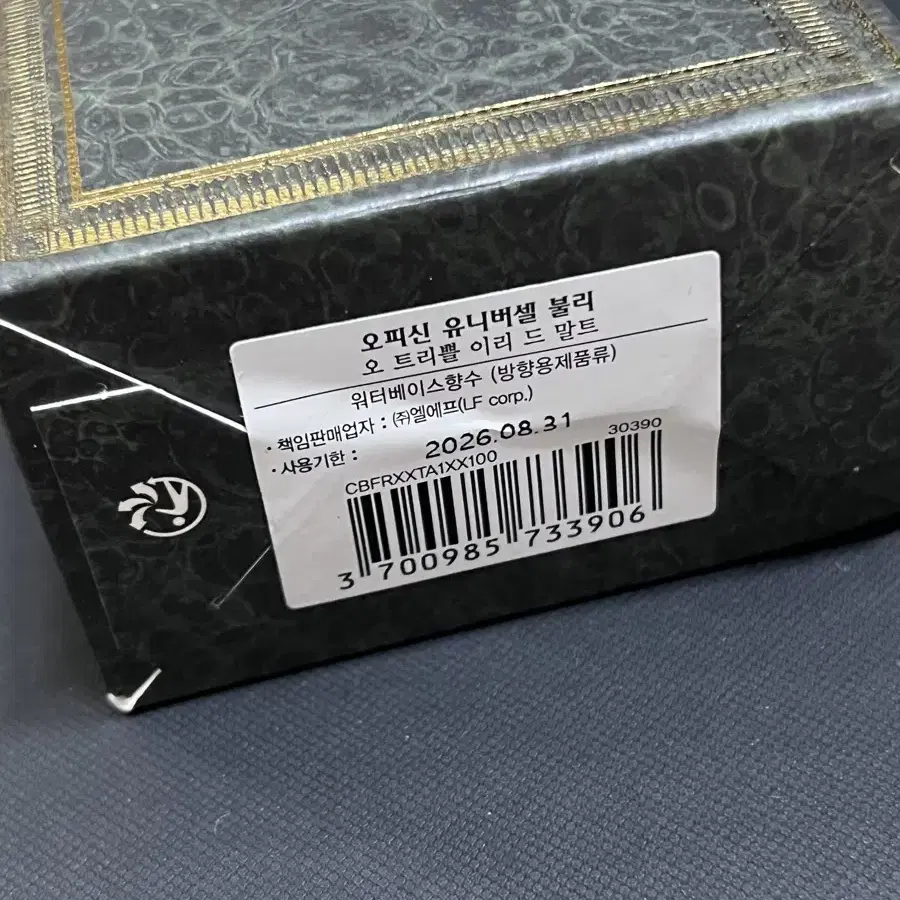 오피신 유니버셀 불리
오 트리쁠 이리 드 말트
워터베이스향수 (방향용제품류)
· 책임판매업자 : ㈜엘에프(LF corp.)
· 사용기한 : 2026.08.31
CBFRXXTA1XX100 30390
3 700985 733906